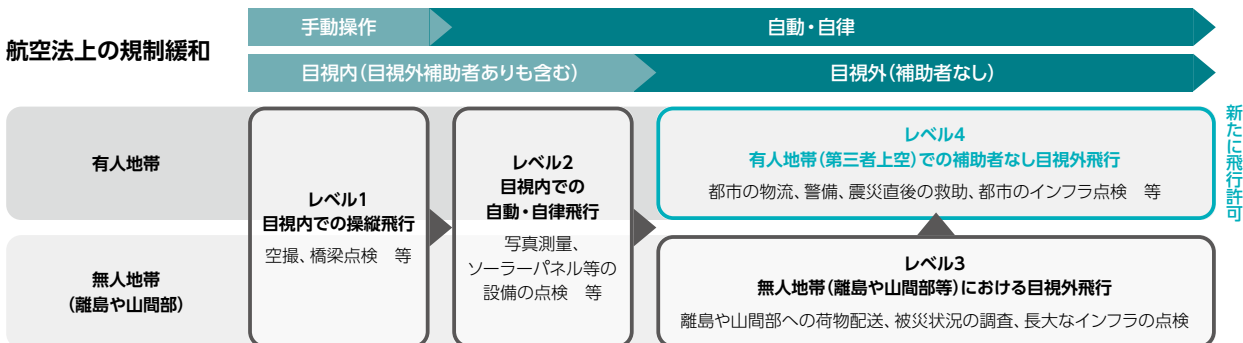 航空法上の規制緩和
手動操作
自動・自律
目視内（目視外補助者ありも含む）
目視外（補助者なし）
有人地帯
無人地帯
（離島や山間部）
レベル1
目視内での操縦飛行
空撮、橋梁点検　等
レベル2
目視内での
自動・自律飛行
写真測量、
ソーラーパネル等の
設備の点検　等
レベル4
有人地帯（第三者上空）での補助者なし目視外飛行
都市の物流、警備、震災直後の救助、都市のインフラ点検　等
レベル3
無人地帯（離島や山間部等）における目視外飛行
離島や山間部への荷物配送、被災状況の調査、長大なインフラの点検
新たに飛行許可